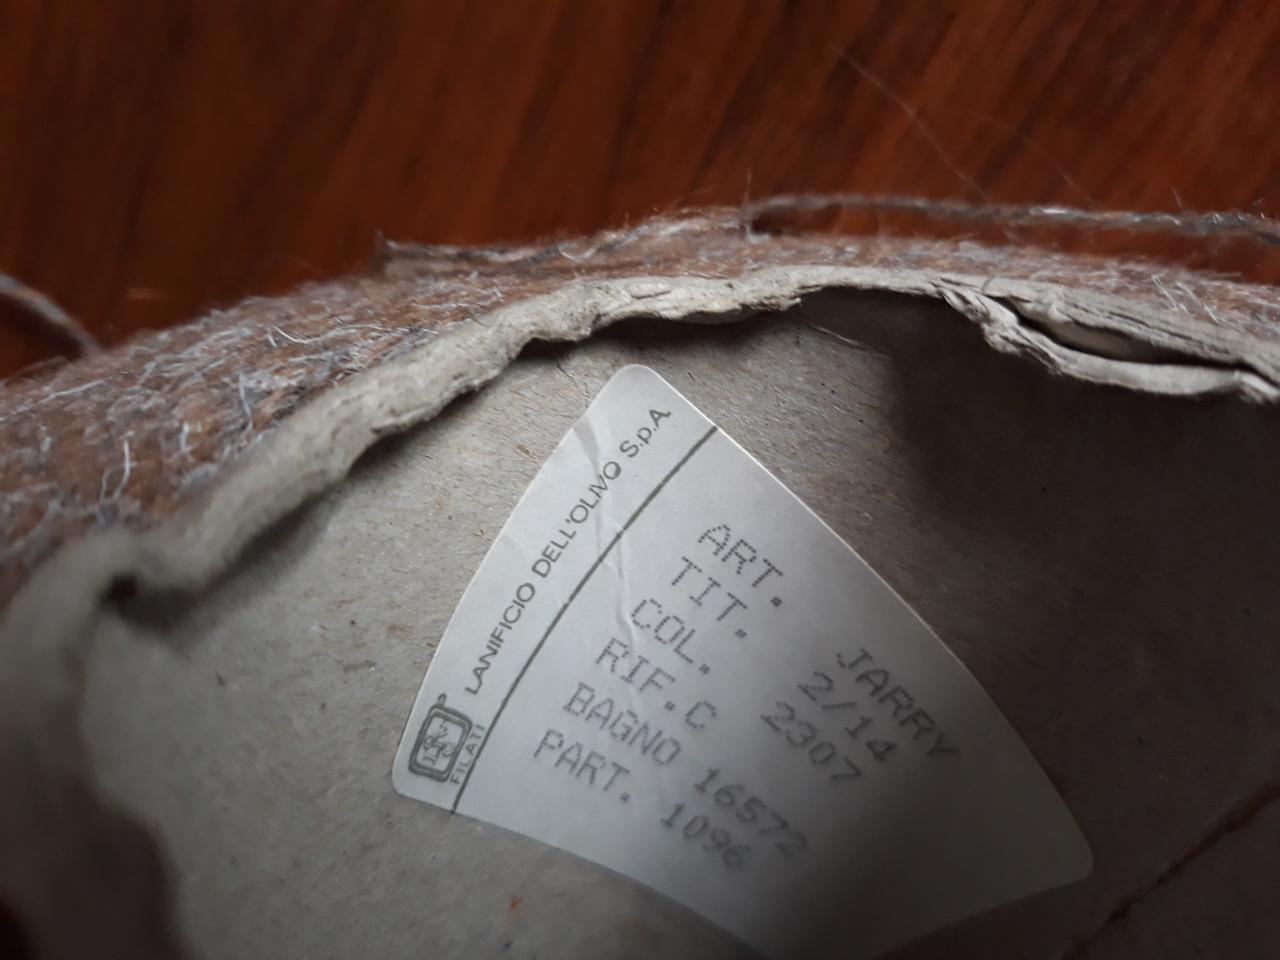 LANIFICIO DELL'OLIVO S.p.A.
FILATI
ART. JARRY
TIT. 2/14
COL. 2307
RIF.C
BAGNO 16572
PART. 1096